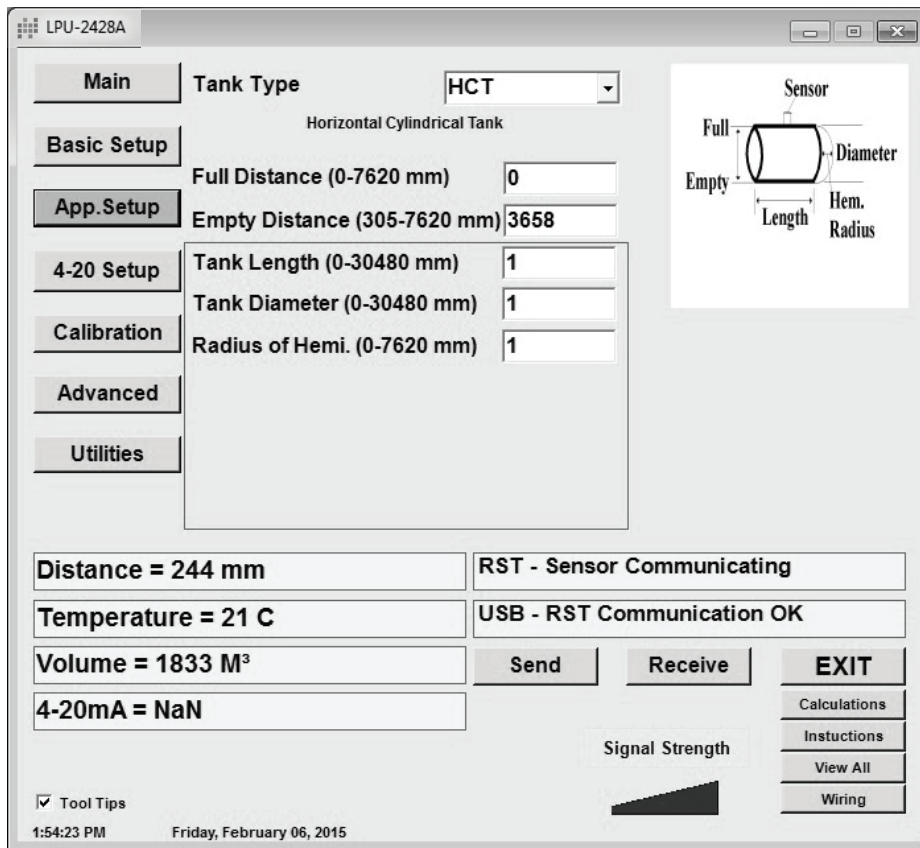 LPU-2428A
Main
Basic Setup
App.Setup
4-20 Setup
Calibration
Advanced
Utilities
Tank Type
HCT
Horizontal Cylindrical Tank
Full Distance (0-7620 mm)
0
Empty Distance (305-7620 mm)
3658
Tank Length (0-30480 mm)
1
Tank Diameter (0-30480 mm)
1
Radius of Hemi. (0-7620 mm)
1
Sensor
Full
Diameter
Empty
Length
Hem.
Radius
Distance = 244 mm
RST - Sensor Communicating
Temperature = 21 C
USB - RST Communication OK
Volume = 1833 M³
Send
Receive
EXIT
4-20mA = NaN
Calculations
Instuctions
View All
Wiring
Signal Strength
Tool Tips
1:54:23 PM
Friday, February 06, 2015